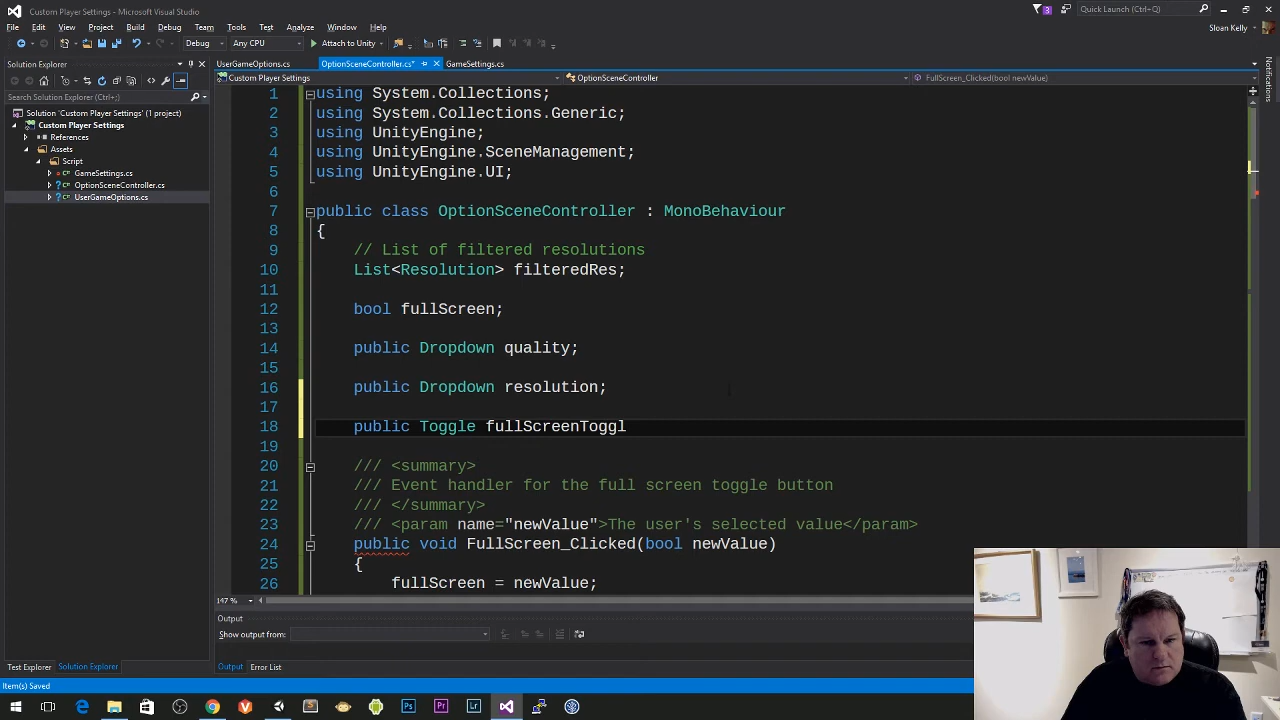 Custom Player Settings - Microsoft Visual Studio
3
Quick Launch (Ctrl+Q)
File Edit View Project Build Debug Team Tools Test Analyze Window Help
Sloan Kelly
Debug Any CPU Attach to Unity
Solution Explorer
UserGameOptions.cs OptionSceneController.cs* GameSettings.cs
Custom Player Settings OptionSceneController FullScreen_Clicked(bool newValue)
Search Solution Explorer (Ctrl+;)
Solution 'Custom Player Settings' (1 project)
Custom Player Settings
References
Assets
Script
GameSettings.cs
OptionSceneController.cs
UserGameOptions.cs
Notifications
1 using System.Collections;
2 using System.Collections.Generic;
3 using UnityEngine;
4 using UnityEngine.SceneManagement;
5 using UnityEngine.UI;
6
7 public class OptionSceneController : MonoBehaviour
8 {
9 // List of filtered resolutions
10 List<Resolution> filteredRes;
11
12 bool fullScreen;
13
14 public Dropdown quality;
15
16 public Dropdown resolution;
17
18 public Toggle fullScreenToggl
19
20 /// <summary>
21 /// Event handler for the full screen toggle button
22 /// </summary>
23 /// <param name="newValue">The user's selected value</param>
24 public void FullScreen_Clicked(bool newValue)
25 {
26 fullScreen = newValue;
147 %
Output
Show output from:
Test Explorer Solution Explorer
Output Error List
Item(s) Saved
Ps Pr Lr